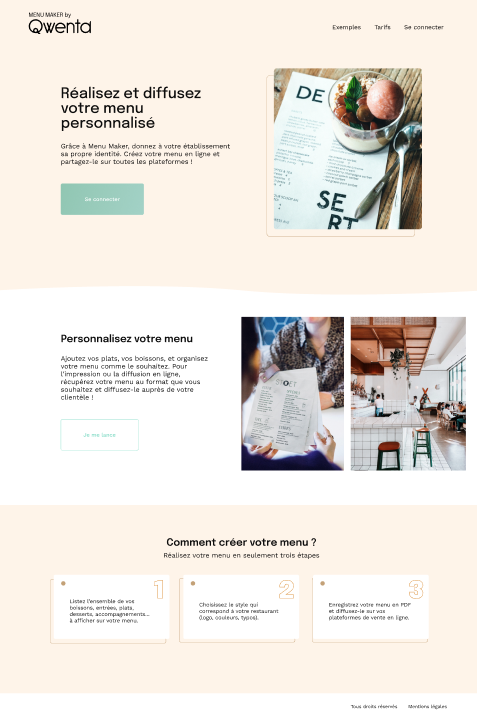 MENU MAKER by
Qwenta
Exemples Tarifs Se connecter
Réalisez et diffusez
votre menu
personnalisé
Grâce à Menu Maker, donnez à votre établissement
sa propre identité. Créez votre menu en ligne et
partagez-le sur toutes les plateformes !
Se connecter
DE
SE
RT
Personnalisez votre menu
Ajoutez vos plats, vos boissons, et organisez
votre menu comme le souhaitez. Pour
l'impression ou la diffusion en ligne,
récupérez votre menu au format que vous
souhaitez et diffusez-le auprès de votre
clientèle !
Je me lance
Comment créer votre menu ?
Réalisez votre menu en seulement trois étapes
1
Listez l'ensemble de vos
boissons, entrées, plats,
desserts, accompagnements...
à afficher sur votre menu.
2
Choisissez le style qui
correspond à votre restaurant
(logo, couleurs, typos).
3
Enregistrez votre menu en PDF
et diffusez-le sur vos
plateformes de vente en ligne.
Tous droits réservés Mentions légales